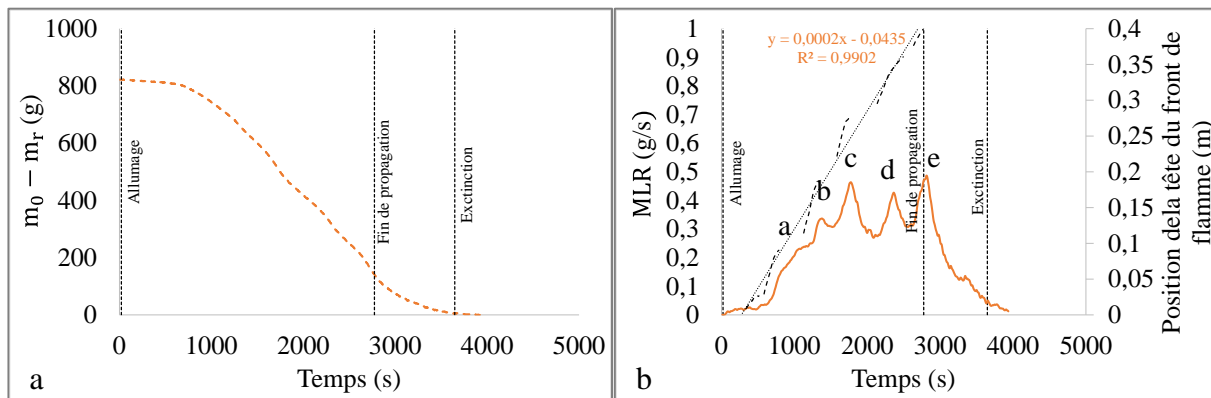 1000
800
600
400
200
0
m₀ – mᵣ (g)
Allumage
Fin de propagation
Exctinction
0 1000 2000 3000 4000 5000
Temps (s)
a
y = 0,0002x - 0,0435
R² = 0,9902
1
0,9
0,8
0,7
0,6
0,5
0,4
0,3
0,2
0,1
0
MLR (g/s)
Allumage
a
b
c
d
e
Fin de propagation
Exctinction
0,4
0,35
0,3
0,25
0,2
0,15
0,1
0,05
0
Position dela tête du front de
flamme (m)
0 1000 2000 3000 4000 5000
Temps (s)
b